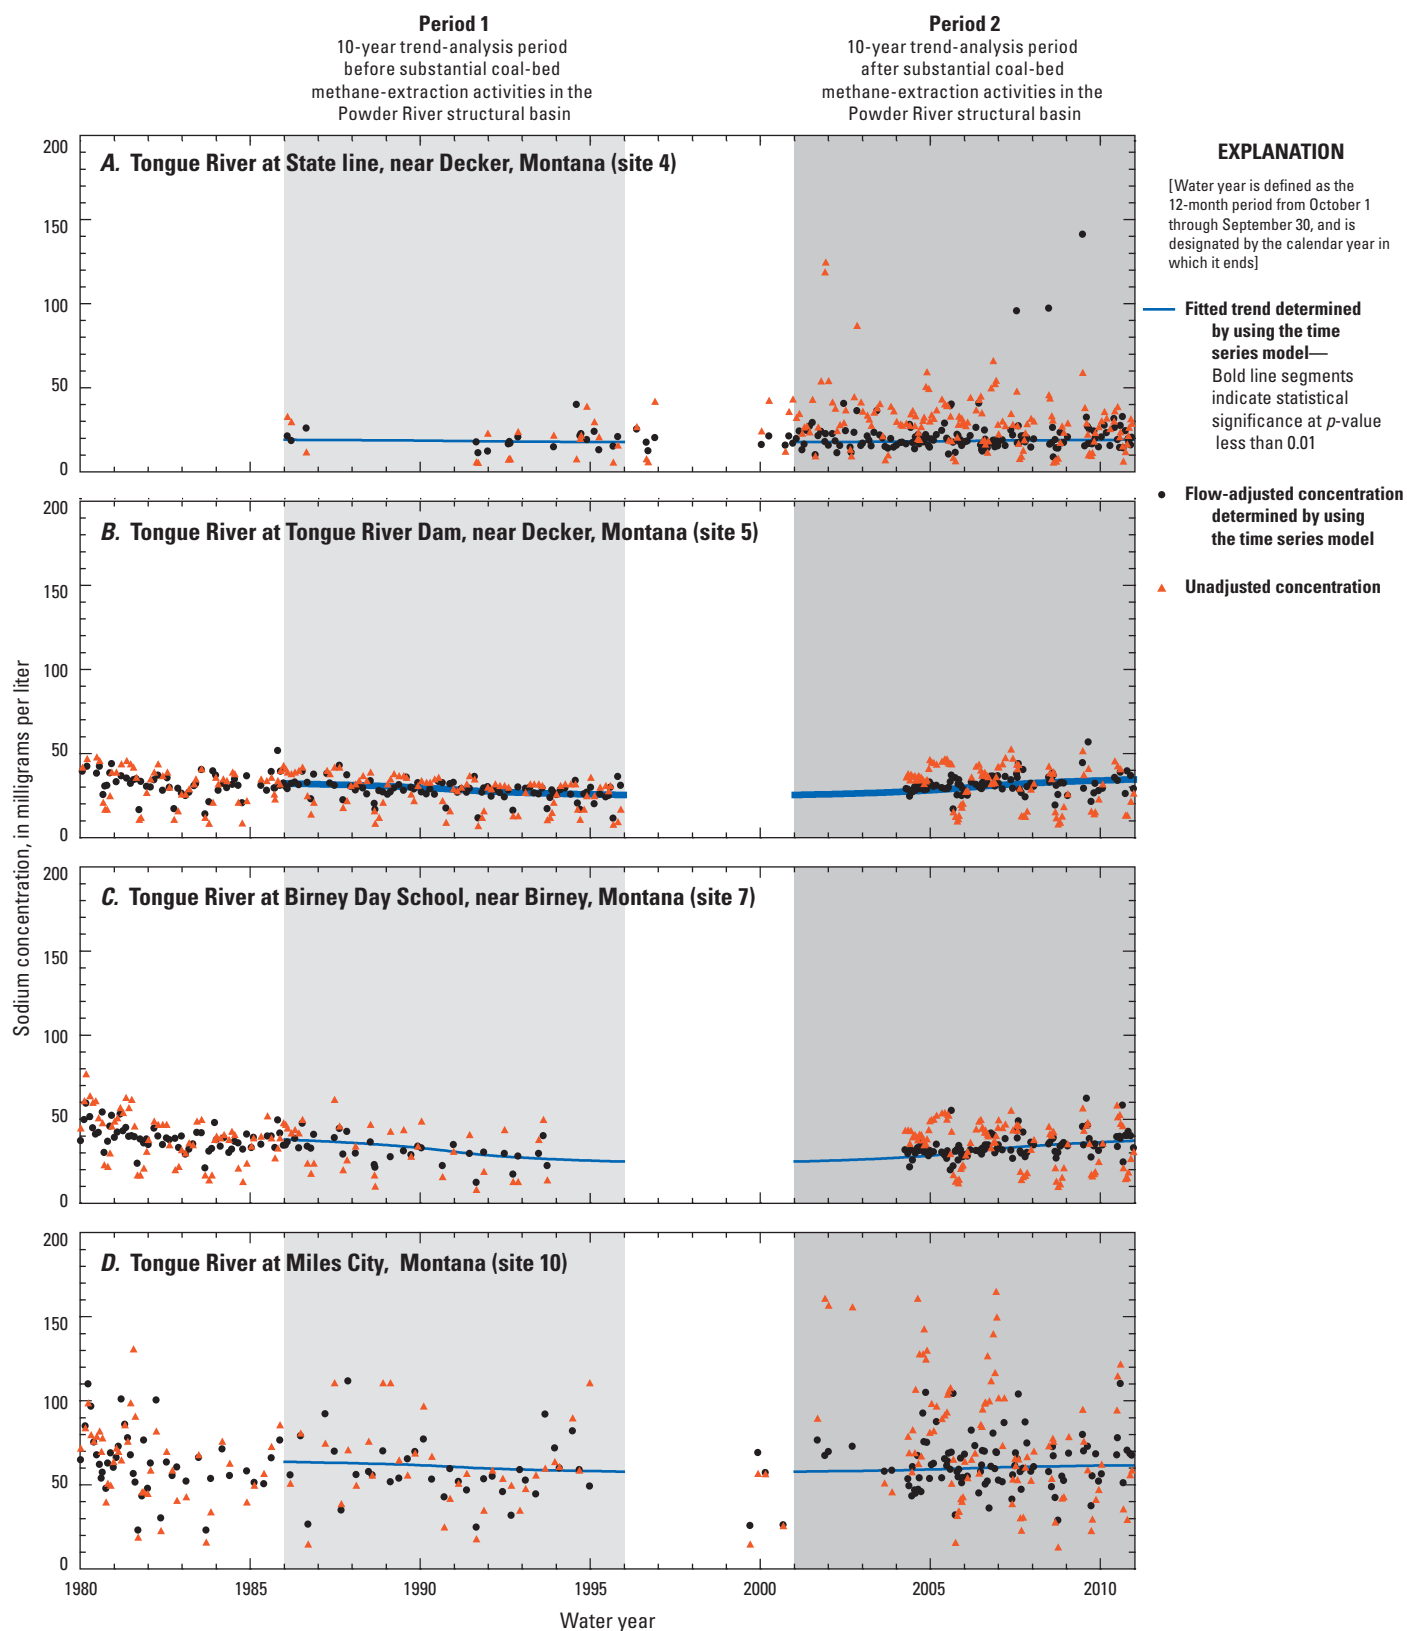 Period 1
10-year trend-analysis period
before substantial coal-bed
methane-extraction activities in the
Powder River structural basin
Period 2
10-year trend-analysis period
after substantial coal-bed
methane-extraction activities in the
Powder River structural basin
200
A. Tongue River at State line, near Decker, Montana (site 4)
150
100
50
0
200
B. Tongue River at Tongue River Dam, near Decker, Montana (site 5)
150
100
50
0
200
C. Tongue River at Birney Day School, near Birney, Montana (site 7)
150
100
50
0
200
D. Tongue River at Miles City, Montana (site 10)
150
100
50
0
1980 1985 1990 1995 2000 2005 2010
Water year
Sodium concentration, in milligrams per liter
EXPLANATION
[Water year is defined as the
12-month period from October 1
through September 30, and is
designated by the calendar year in
which it ends]
Fitted trend determined
by using the time
series model—
Bold line segments
indicate statistical
significance at p-value
less than 0.01
Flow-adjusted concentration
determined by using
the time series model
Unadjusted concentration